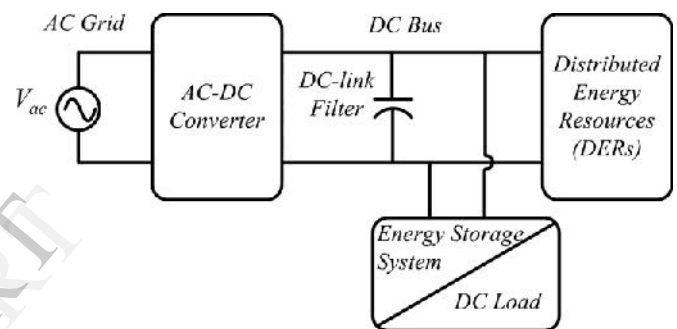 AC Grid
DC Bus
V_ac
AC-DC
Converter
DC-link
Filter
Distributed
Energy
Resources
(DERs)
Energy Storage
System
DC Load